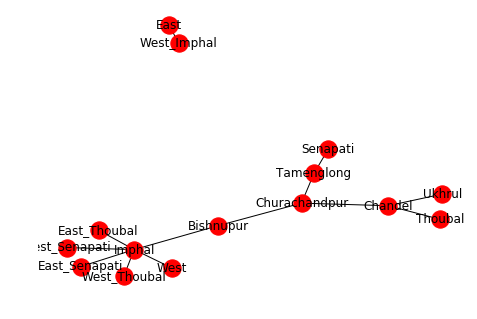 East
West_Imphal
Senapati
Tamenglong
Ukhrul
Churachandpur
Chandel
Thoubal
Bishnupur
East_Thoubal
est_Senapati
Imphal
East_Senapati
West
West_Thoubal